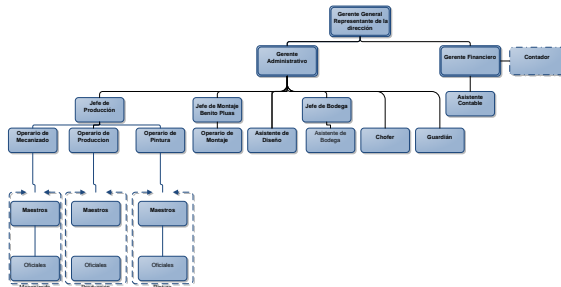 Gerente General
Representante de la
dirección
Gerente
Administrativo
Gerente Financiero
Contador
Asistente
Contable
Jefe de
Producción
Jefe de Montaje
Benito Pluas
Jefe de Bodega
Operario de
Mecanizado
Operario de
Produccion
Operario de
Pintura
Operario de
Montaje
Asistente de
Diseño
Asistente de
Bodega
Chofer
Guardián
Maestros
Maestros
Maestros
Oficiales
Oficiales
Oficiales